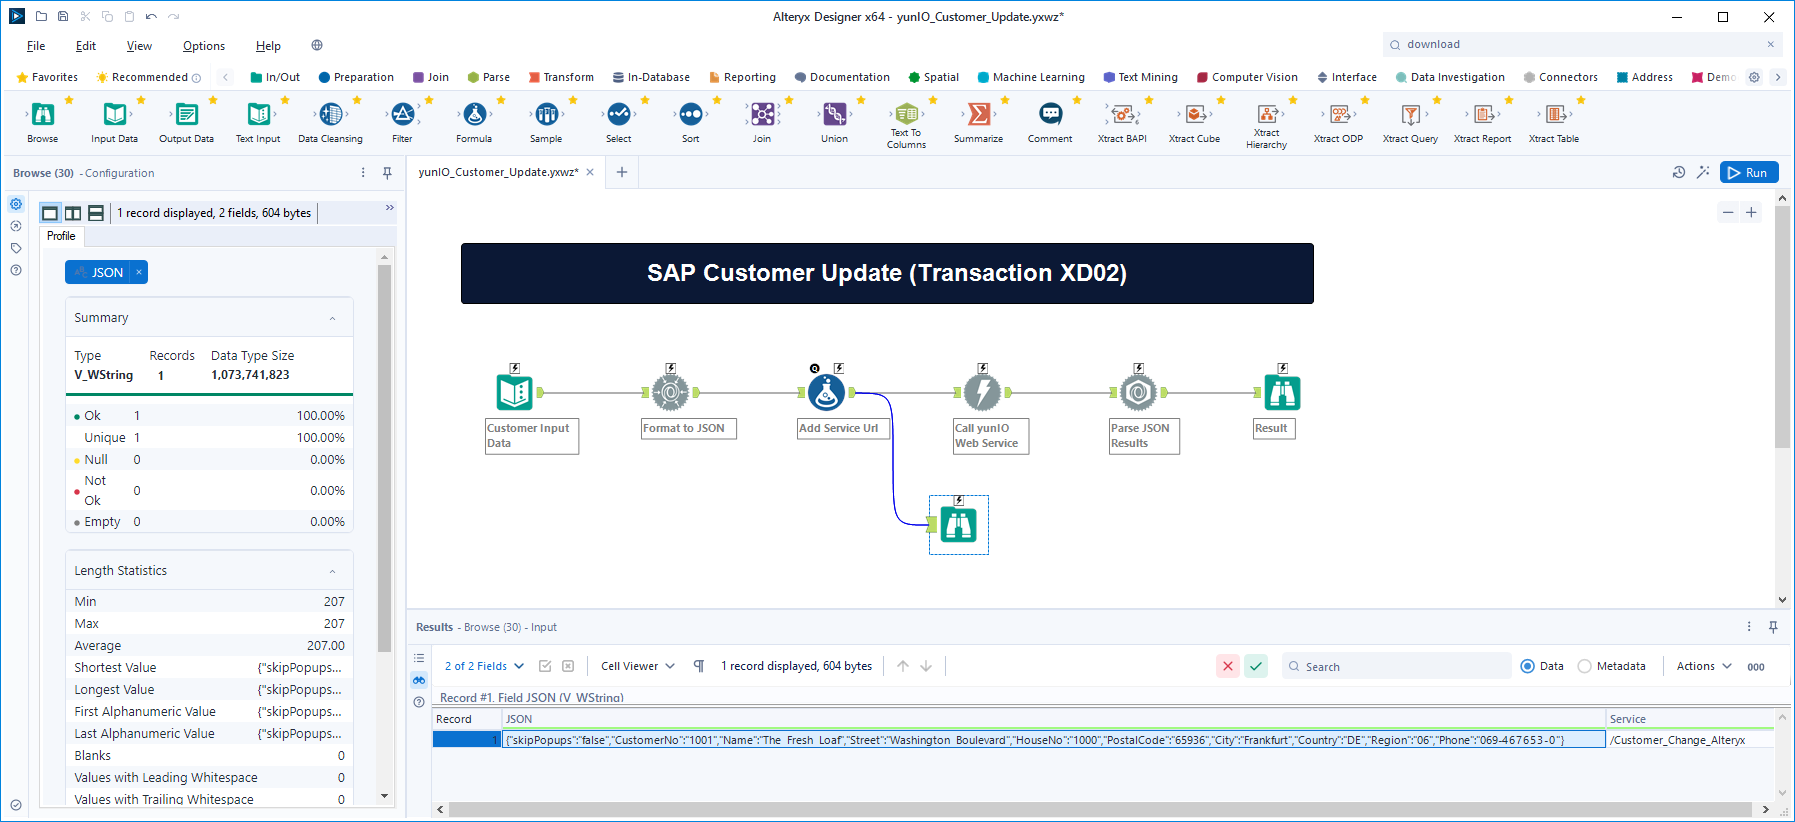 Alteryx Designer x64 - yunIO_Customer_Update.yxwz*
File Edit View Options Help
download
Favorites Recommended In/Out Preparation Join Parse Transform In-Database Reporting Documentation Spatial Machine Learning Text Mining Computer Vision Interface Data Investigation Connectors Address Demo
Browse Input Data Output Data Text Input Data Cleansing Filter Formula Sample Select Sort Join Union Text To Columns Summarize Comment Xtract BAPI Xtract Cube Xtract Hierarchy Xtract ODP Xtract Query Xtract Report Xtract Table
Browse (30) - Configuration
yunIO_Customer_Update.yxwz*
Run
1 record displayed, 2 fields, 604 bytes
Profile
JSON
Summary
Type Records Data Type Size
V_WString 1 1,073,741,823
Ok 1 100.00%
Unique 1 100.00%
Null 0 0.00%
Not Ok 0 0.00%
Empty 0 0.00%
Length Statistics
Min 207
Max 207
Average 207.00
Shortest Value {"skipPopups...
Longest Value {"skipPopups...
First Alphanumeric Value {"skipPopups...
Last Alphanumeric Value {"skipPopups...
Blanks 0
Values with Leading Whitespace 0
Values with Trailing Whitespace 0
SAP Customer Update (Transaction XD02)
Customer Input Data
Format to JSON
Add Service Url
Call yunIO Web Service
Parse JSON Results
Result
Results - Browse (30) - Input
2 of 2 Fields Cell Viewer 1 record displayed, 604 bytes Search Data Metadata Actions 000
Record #1, Field JSON (V_WString)
Record JSON Service
1 {"skipPopups":"false","CustomerNo":"1001","Name":"The Fresh Loaf","Street":"Washington Boulevard","HouseNo":"1000","PostalCode":"65936","City":"Frankfurt","Country":"DE","Region":"06","Phone":"069-467653-0"} /Customer_Change_Alteryx